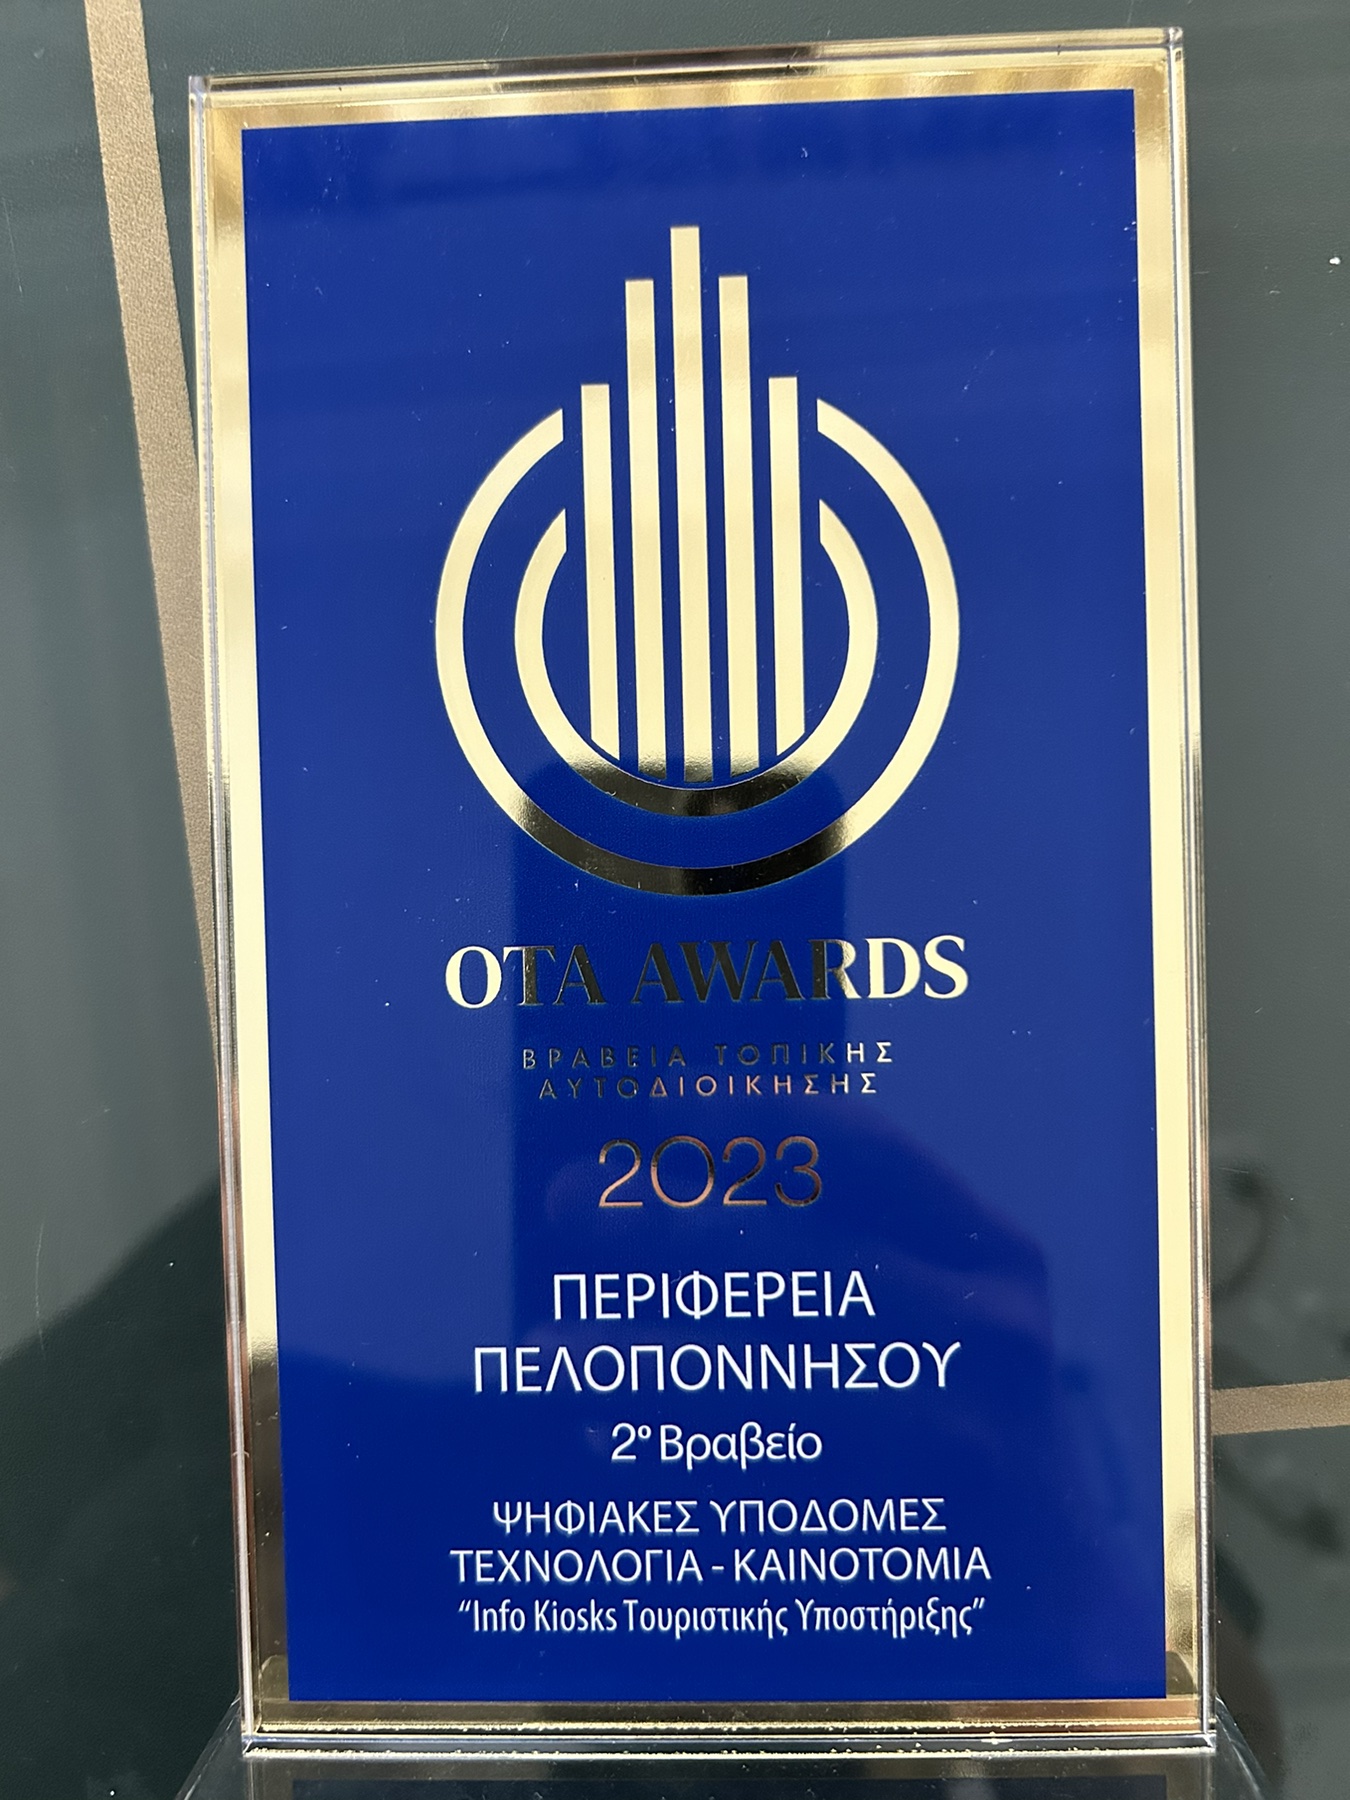 OTA AWARDS
ΒΡΑΒΕΙΑ ΤΟΠΙΚΗΣ
ΑΥΤΟΔΙΟΙΚΗΣΗΣ
2023
ΠΕΡΙΦΕΡΕΙΑ
ΠΕΛΟΠΟΝΝΗΣΟΥ
2º Βραβείο
ΨΗΦΙΑΚΕΣ ΥΠΟΔΟΜΕΣ
ΤΕΧΝΟΛΟΓΙΑ - ΚΑΙΝΟΤΟΜΙΑ
“Info Kiosks Τουριστικής Υποστήριξης”